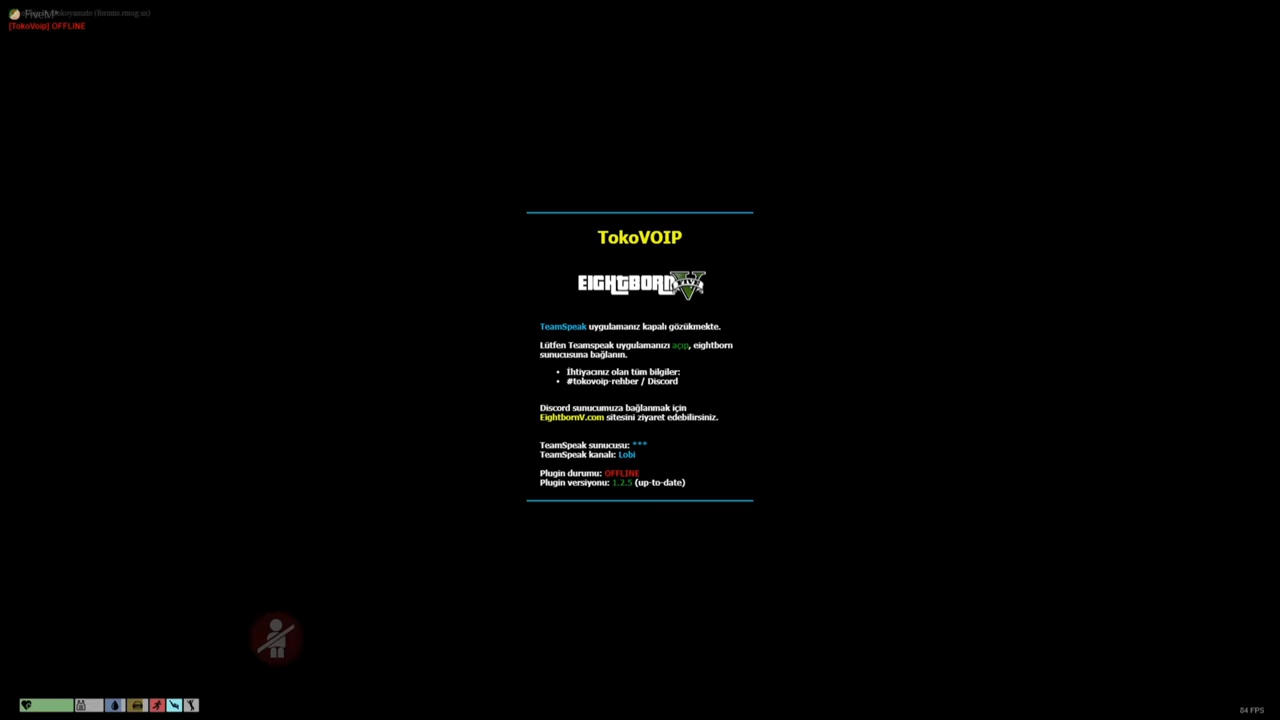 FiveM
[TokoVoip] OFFLINE
TokoVOIP
EIGHTBORN V
FIVE
TeamSpeak uygulamanız kapalı gözükmekte.
Lütfen Teamspeak uygulamanızı açıp, eightborn
sunucusuna bağlanın.
• İhtiyacınız olan tüm bilgiler:
• #tokovoip-rehber / Discord
Discord sunucumuza bağlanmak için
EightbornV.com sitesini ziyaret edebilirsiniz.
TeamSpeak sunucusu: ***
TeamSpeak kanalı: Lobi
Plugin durumu: OFFLINE
Plugin versiyonu: 1.2.5 (up-to-date)
84 FPS